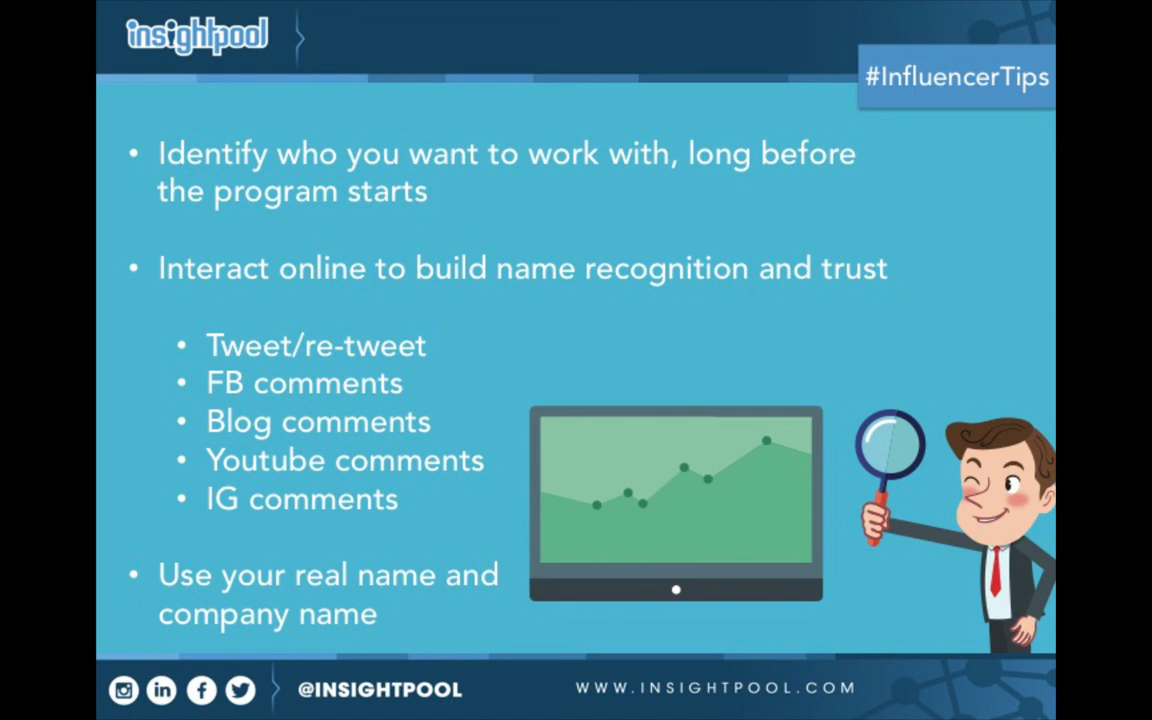 insightpool
#InfluencerTips
• Identify who you want to work with, long before
the program starts
• Interact online to build name recognition and trust
• Tweet/re-tweet
• FB comments
• Blog comments
• Youtube comments
• IG comments
• Use your real name and
company name
@INSIGHTPOOL
WWW.INSIGHTPOOL.COM